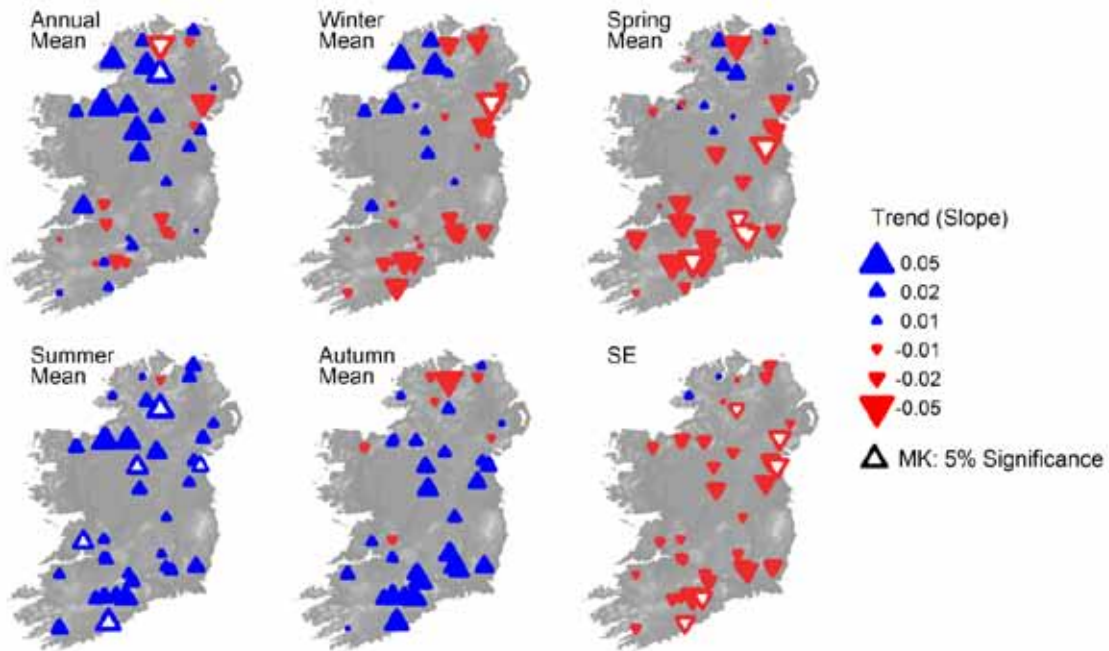 Annual
Mean
Winter
Mean
Spring
Mean
Summer
Mean
Autumn
Mean
SE
Trend (Slope)
0.05
0.02
0.01
-0.01
-0.02
-0.05
MK: 5% Significance